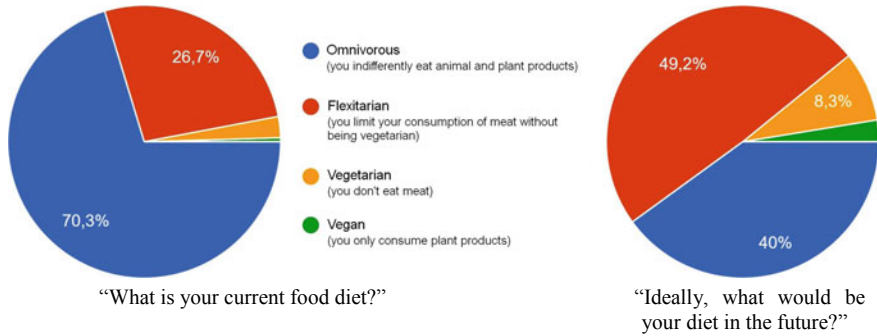 26,7%
70,3%
Omnivorous
(you indifferently eat animal and plant products)
Flexitarian
(you limit your consumption of meat without
being vegetarian)
Vegetarian
(you don't eat meat)
Vegan
(you only consume plant products)
49,2%
8,3%
40%
“What is your current food diet?”
“Ideally, what would be
your diet in the future?”